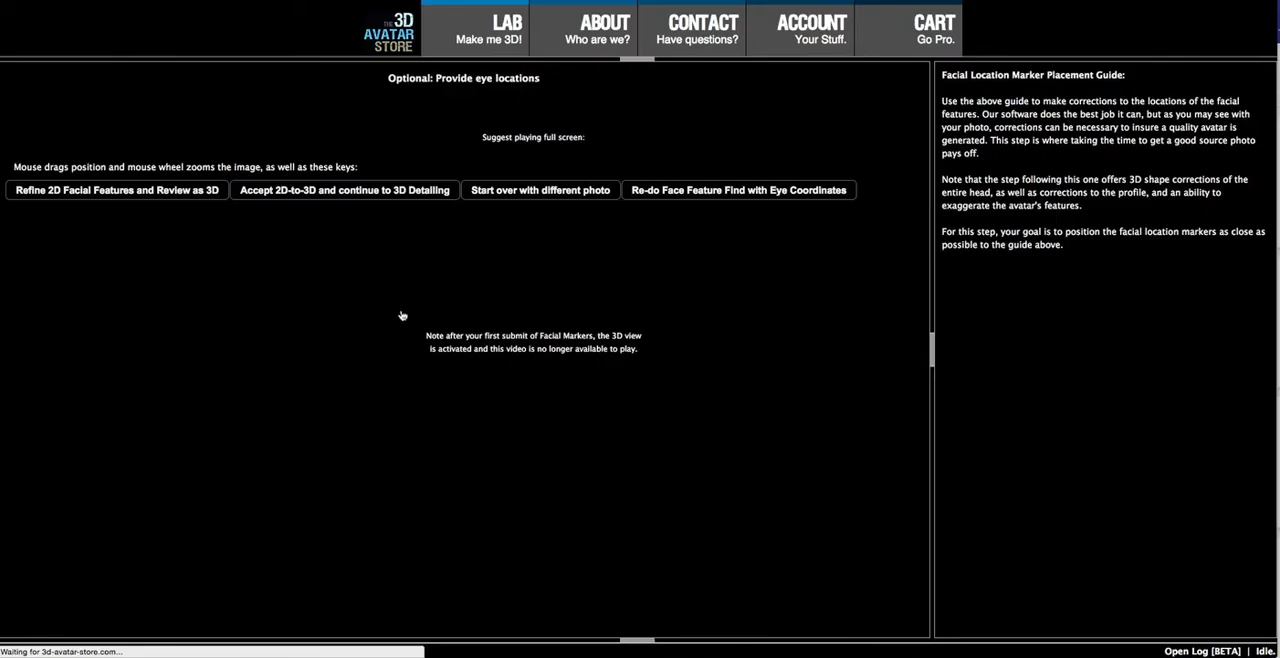 THE 3D
AVATAR
STORE
LAB
Make me 3D!
ABOUT
Who are we?
CONTACT
Have questions?
ACCOUNT
Your Stuff.
CART
Go Pro.
Optional: Provide eye locations
Suggest playing full screen:
Mouse drags position and mouse wheel zooms the image, as well as these keys:
Refine 2D Facial Features and Review as 3D
Accept 2D-to-3D and continue to 3D Detailing
Start over with different photo
Re-do Face Feature Find with Eye Coordinates
Note after your first submit of Facial Markers, the 3D view
is activated and this video is no longer available to play.
Facial Location Marker Placement Guide:
Use the above guide to make corrections to the locations of the facial
features. Our software does the best job it can, but as you may see with
your photo, corrections can be necessary to insure a quality avatar is
generated. This step is where taking the time to get a good source photo
pays off.
Note that the step following this one offers 3D shape corrections of the
entire head, as well as corrections to the profile, and an ability to
exaggerate the avatar's features.
For this step, your goal is to position the facial location markers as close as
possible to the guide above.
Waiting for 3d-avatar-store.com...
Open Log [BETA] | Idle.